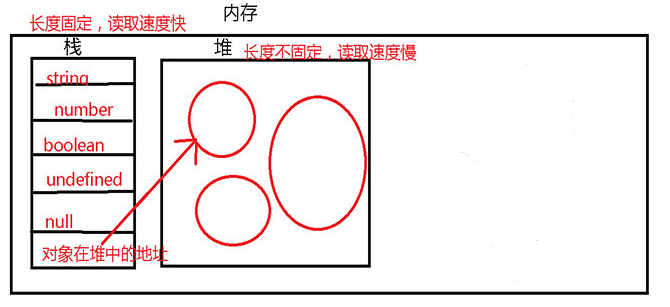 内存
长度固定，读取速度快
栈
堆
长度不固定，读取速度慢
string
number
boolean
undefined
null
对象在堆中的地址